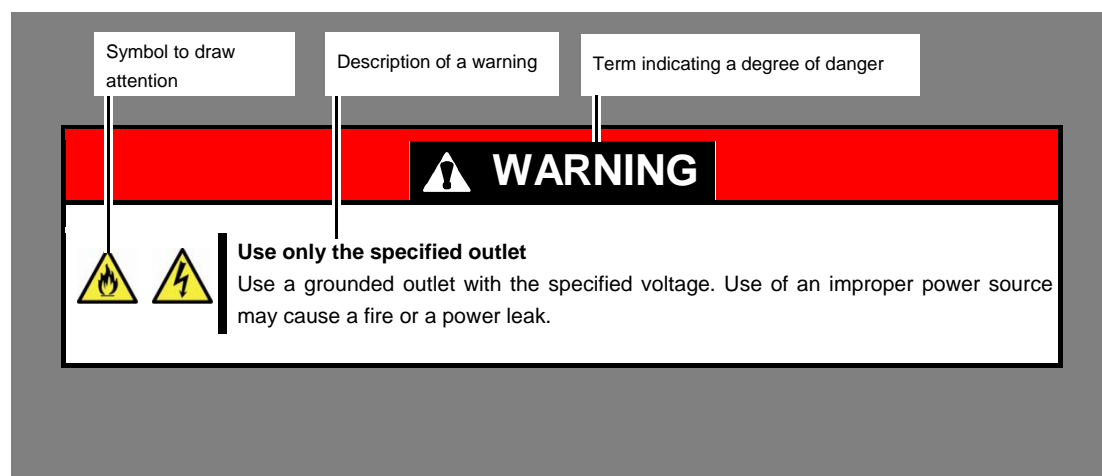 Symbol to draw
attention
Description of a warning
Term indicating a degree of danger
WARNING
Use only the specified outlet
Use a grounded outlet with the specified voltage. Use of an improper power source
may cause a fire or a power leak.